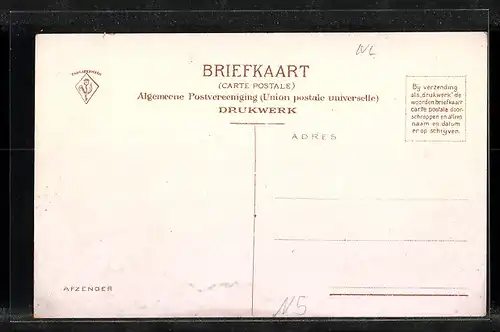 NL
BRIEFKAART
(CARTE POSTALE)
Algemeene Postvereeniging (Union postale universelle)
DRUKWERK
ADRES
Bij verzending
als „drukwerk" de
woorden briefkaart
carte postale door-
schrappen en alleen
naam en datum
er op schrijven.
AFZENDER
N5